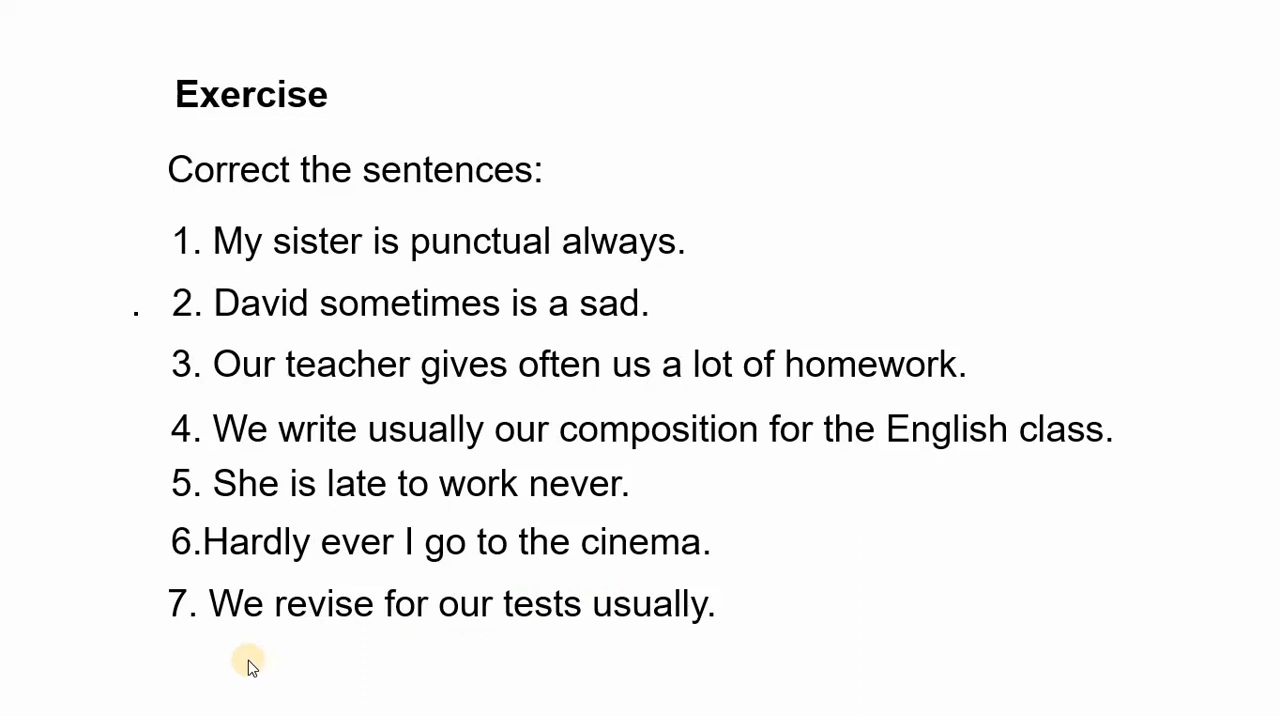 Exercise
Correct the sentences:
1. My sister is punctual always.
. 2. David sometimes is a sad.
3. Our teacher gives often us a lot of homework.
4. We write usually our composition for the English class.
5. She is late to work never.
6.Hardly ever I go to the cinema.
7. We revise for our tests usually.